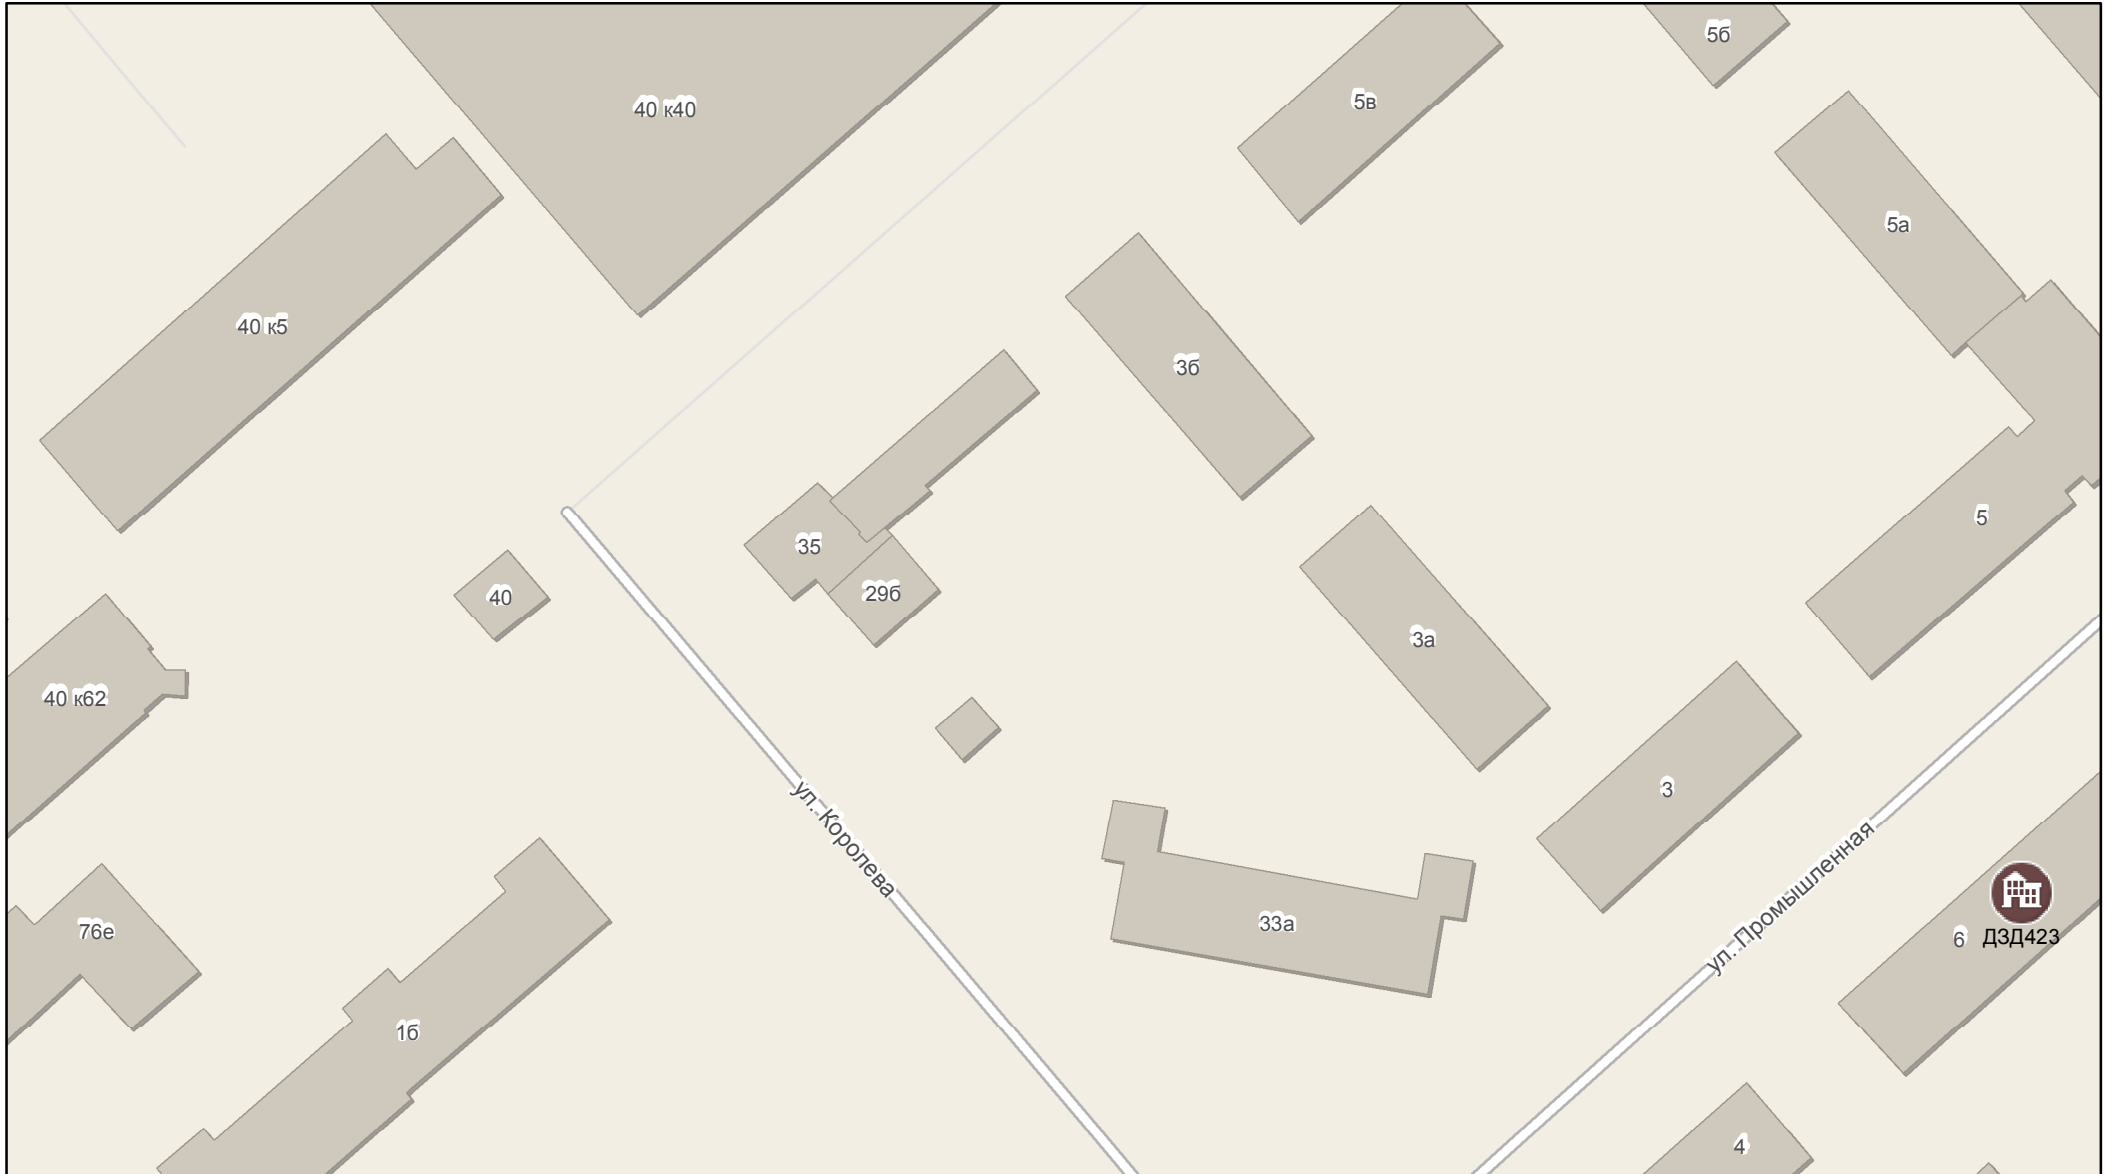 5б
40 к40
5в
5а
40 к5
3б
5
35
29б
40
3а
40 к62
3
ул. Королева
ул. Промышленная
33а
76е
6
ДЗД423
1б
4